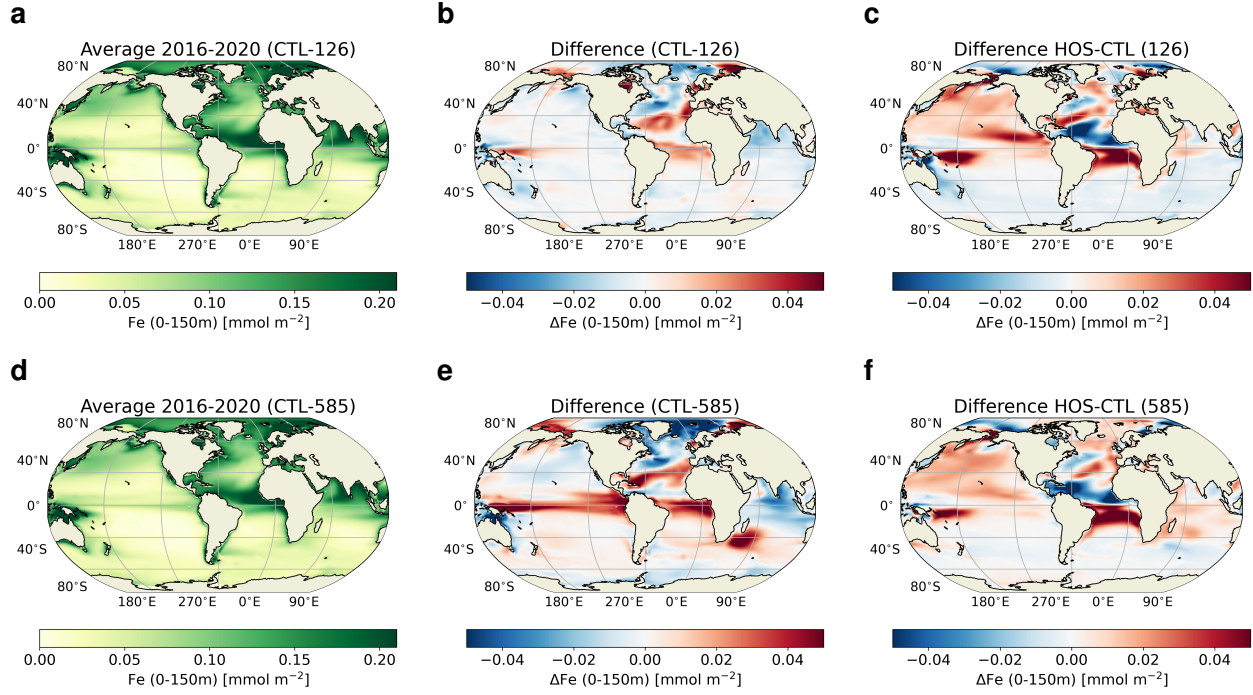 a
b
c
Average 2016-2020 (CTL-126)
Difference (CTL-126)
Difference HOS-CTL (126)
80°N
40°N
0°
40°S
80°S
180°E 270°E 0°E 90°E
80°N
40°N
0°
40°S
80°S
180°E 270°E 0°E 90°E
80°N
40°N
0°
40°S
80°S
180°E 270°E 0°E 90°E
0.00 0.05 0.10 0.15 0.20
Fe (0-150m) [mmol m⁻²]
−0.04 −0.02 0.00 0.02 0.04
ΔFe (0-150m) [mmol m⁻²]
−0.04 −0.02 0.00 0.02 0.04
ΔFe (0-150m) [mmol m⁻²]
d
e
f
Average 2016-2020 (CTL-585)
Difference (CTL-585)
Difference HOS-CTL (585)
80°N
40°N
0°
40°S
80°S
180°E 270°E 0°E 90°E
80°N
40°N
0°
40°S
80°S
180°E 270°E 0°E 90°E
80°N
40°N
0°
40°S
80°S
180°E 270°E 0°E 90°E
0.00 0.05 0.10 0.15 0.20
Fe (0-150m) [mmol m⁻²]
−0.04 −0.02 0.00 0.02 0.04
ΔFe (0-150m) [mmol m⁻²]
−0.04 −0.02 0.00 0.02 0.04
ΔFe (0-150m) [mmol m⁻²]